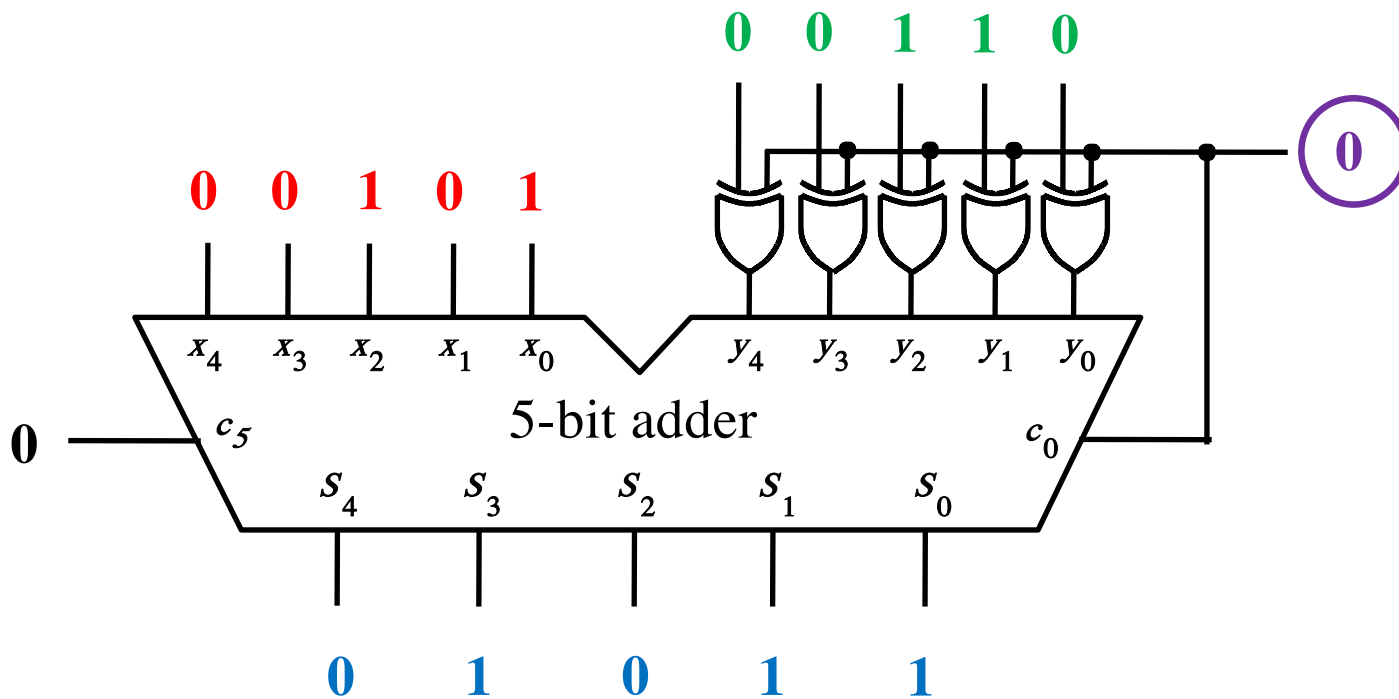 0 0 1 1 0
0
0 0 1 0 1
x4 x3 x2 x1 x0 y4 y3 y2 y1 y0
5-bit adder
0 c5 c0
S4 S3 S2 S1 S0
0 1 0 1 1